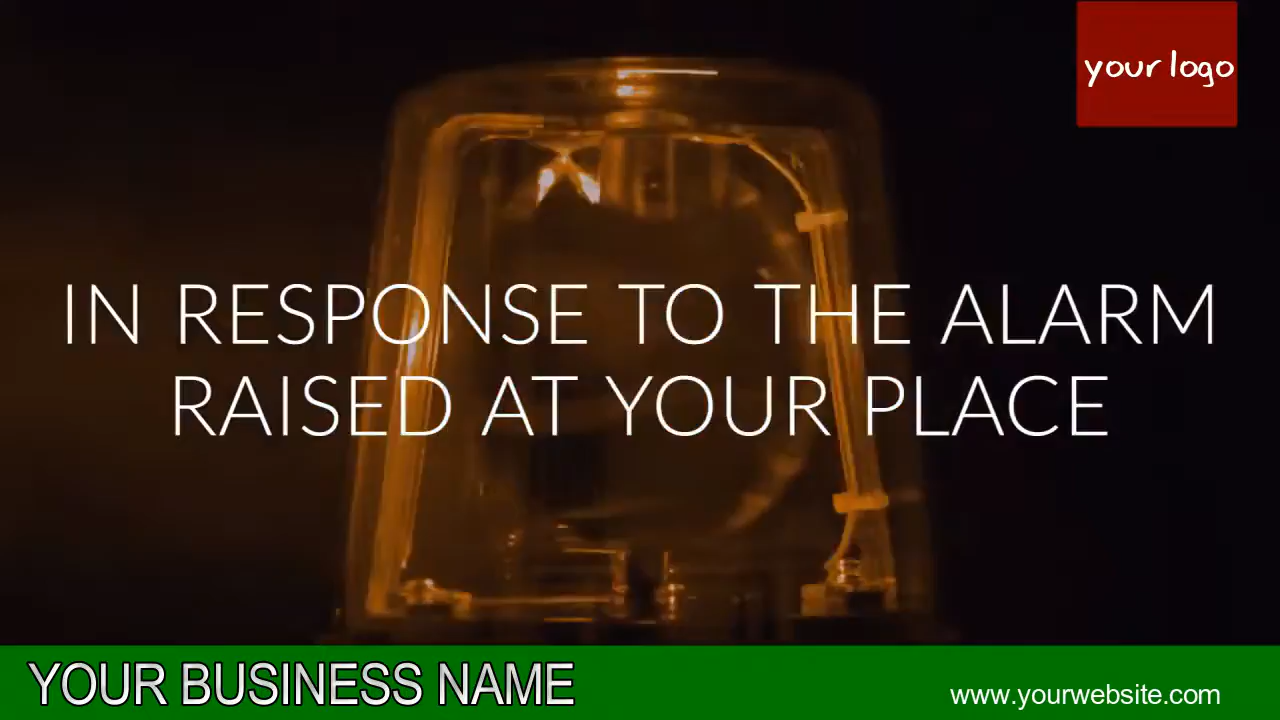 your logo
IN RESPONSE TO THE ALARM
RAISED AT YOUR PLACE
YOUR BUSINESS NAME
www.yourwebsite.com